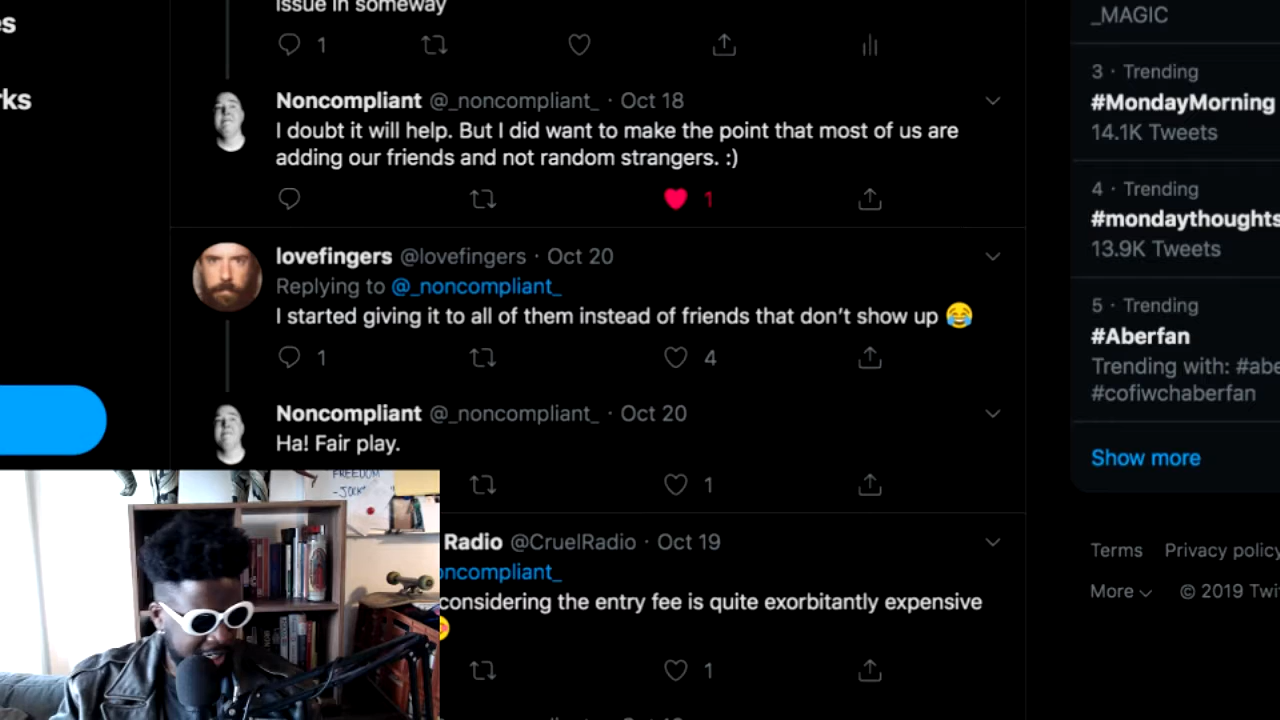 es
rks
issue in someway
1
Noncompliant @_noncompliant_ · Oct 18
I doubt it will help. But I did want to make the point that most of us are
adding our friends and not random strangers. :)
1
lovefingers @lovefingers · Oct 20
Replying to @_noncompliant_
I started giving it to all of them instead of friends that don't show up 😂
1 4
Noncompliant @_noncompliant_ · Oct 20
Ha! Fair play.
1
Radio @CruelRadio · Oct 19
oncompliant_
considering the entry fee is quite exorbitantly expensive
1
_MAGIC
3 · Trending
#MondayMorning
14.1K Tweets
4 · Trending
#mondaythoughts
13.9K Tweets
5 · Trending
#Aberfan
Trending with: #abe
#cofiwchaberfan
Show more
Terms Privacy policy
More © 2019 Twi
FREEDOM
-JOCK